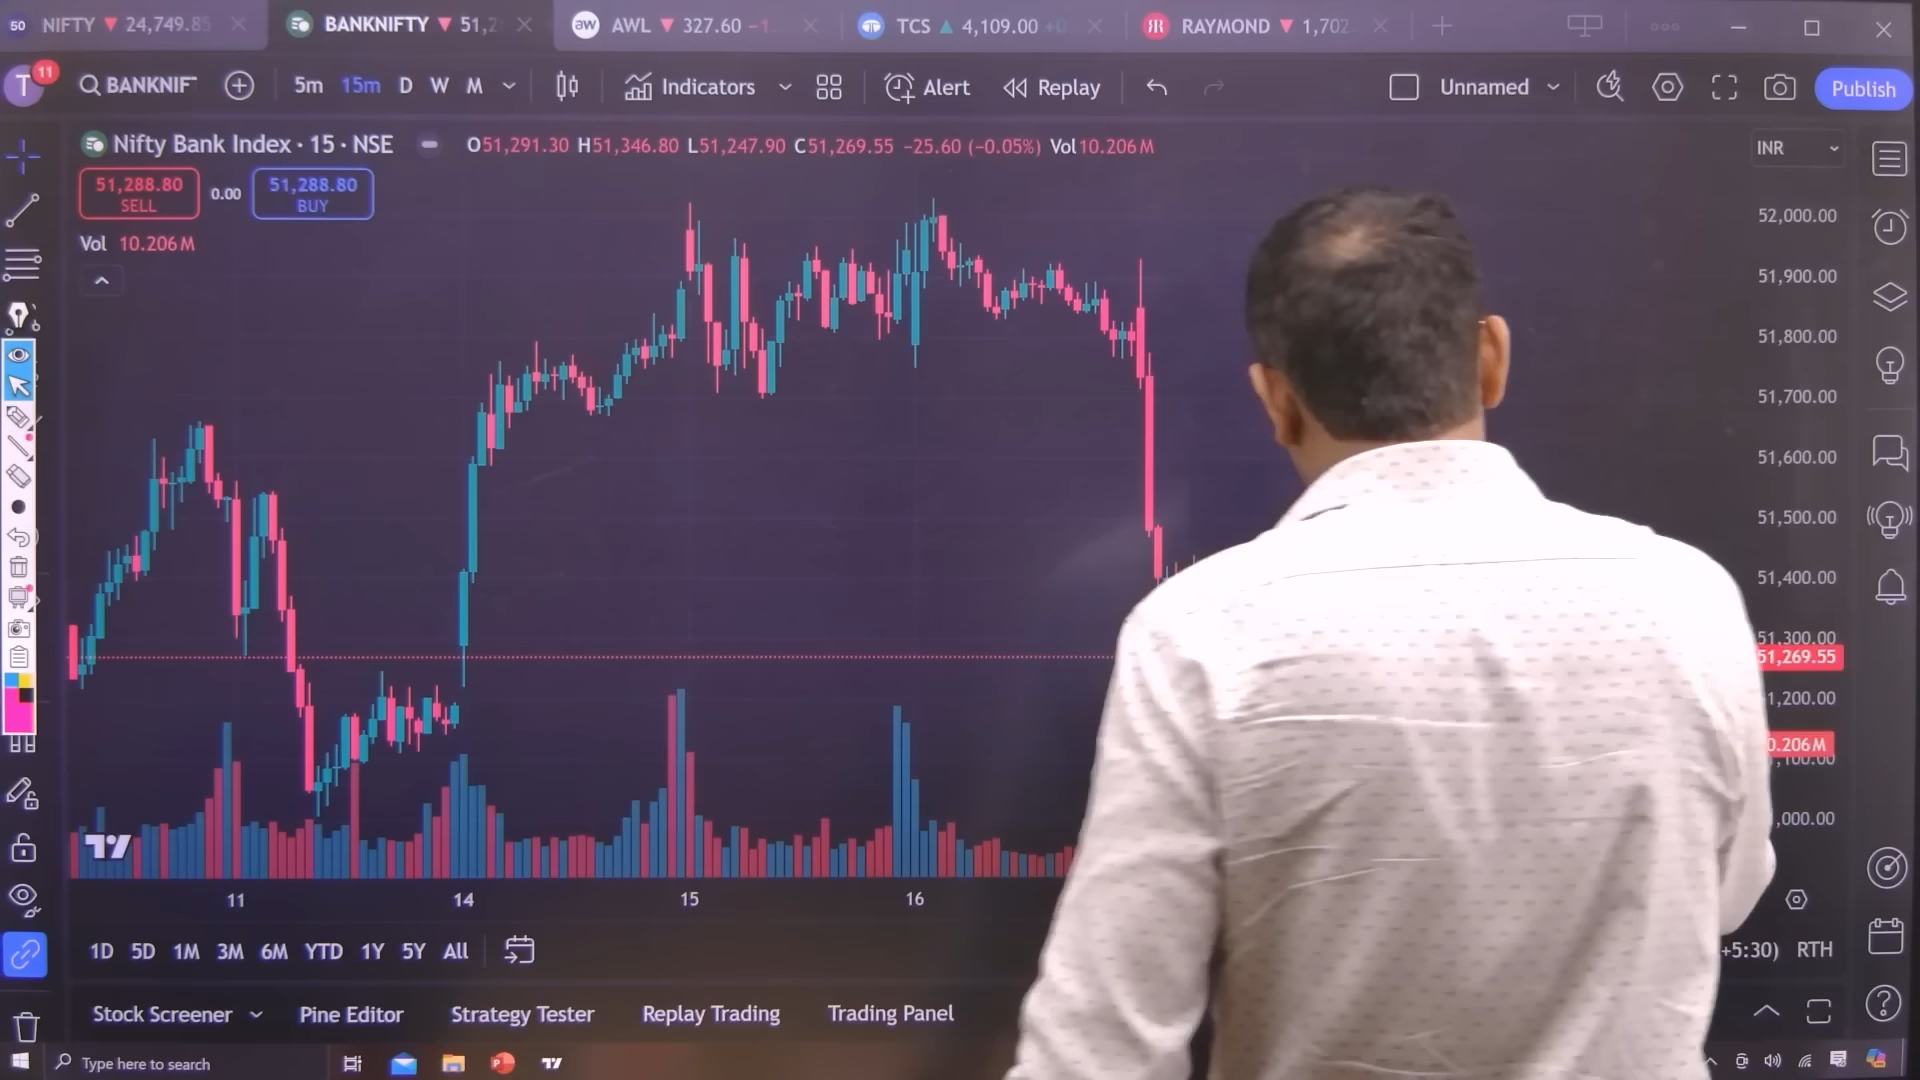 50 NIFTY ▼ 24,749.85
BANKNIFTY ▼ 51,2
aw AWL ▼ 327.60 −1
TCS ▲ 4,109.00 +0
RAYMOND ▼ 1,702
T 11
BANKNIF
5m 15m D W M
Indicators
Alert
Replay
Unnamed
Publish
Nifty Bank Index · 15 · NSE
O51,291.30 H51,346.80 L51,247.90 C51,269.55 −25.60 (−0.05%) Vol10.206M
INR
51,288.80
SELL
0.00
51,288.80
BUY
Vol 10.206M
52,000.00
51,900.00
51,800.00
51,700.00
51,600.00
51,500.00
51,400.00
51,300.00
51,269.55
1,200.00
0.206M
,100.00
,000.00
11 14 15 16
1D 5D 1M 3M 6M YTD 1Y 5Y All
+5:30) RTH
Stock Screener Pine Editor Strategy Tester Replay Trading Trading Panel
Type here to search